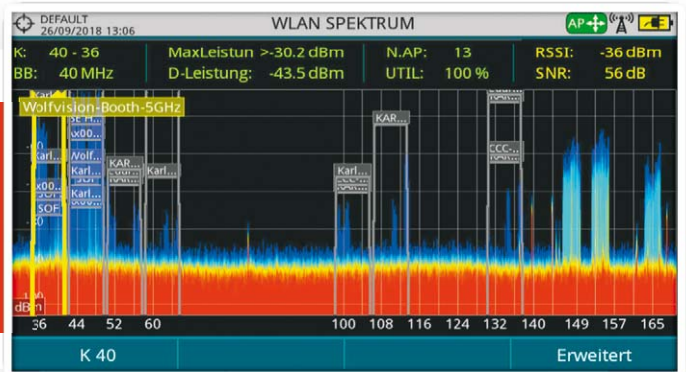 DEFAULT
26/09/2018 13:06
WLAN SPEKTRUM
AP
K: 40 - 36
MaxLeistun >-30.2 dBm
N.AP: 13
RSSI: -36 dBm
BB: 40 MHz
D-Leistung: -43.5 dBm
UTIL: 100 %
SNR: 56 dB
Wolfvision-Booth-5GHz
KAR...
Karl...
Wolf...
KAR...
CCC-...
Karl...
Karl...
Karl...
SOF
Karl...
dBm
36 44 52 60 100 108 116 124 132 140 149 157 165
K 40
Erweitert